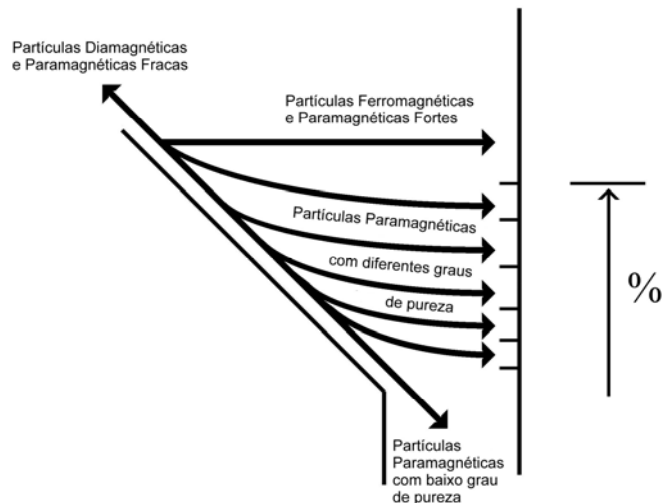 Partículas Diamagnéticas
e Paramagnéticas Fracas
Partículas Ferromagnéticas
e Paramagnéticas Fortes
Partículas Paramagnéticas
com diferentes graus
de pureza
%
Partículas
Paramagnéticas
com baixo grau
de pureza